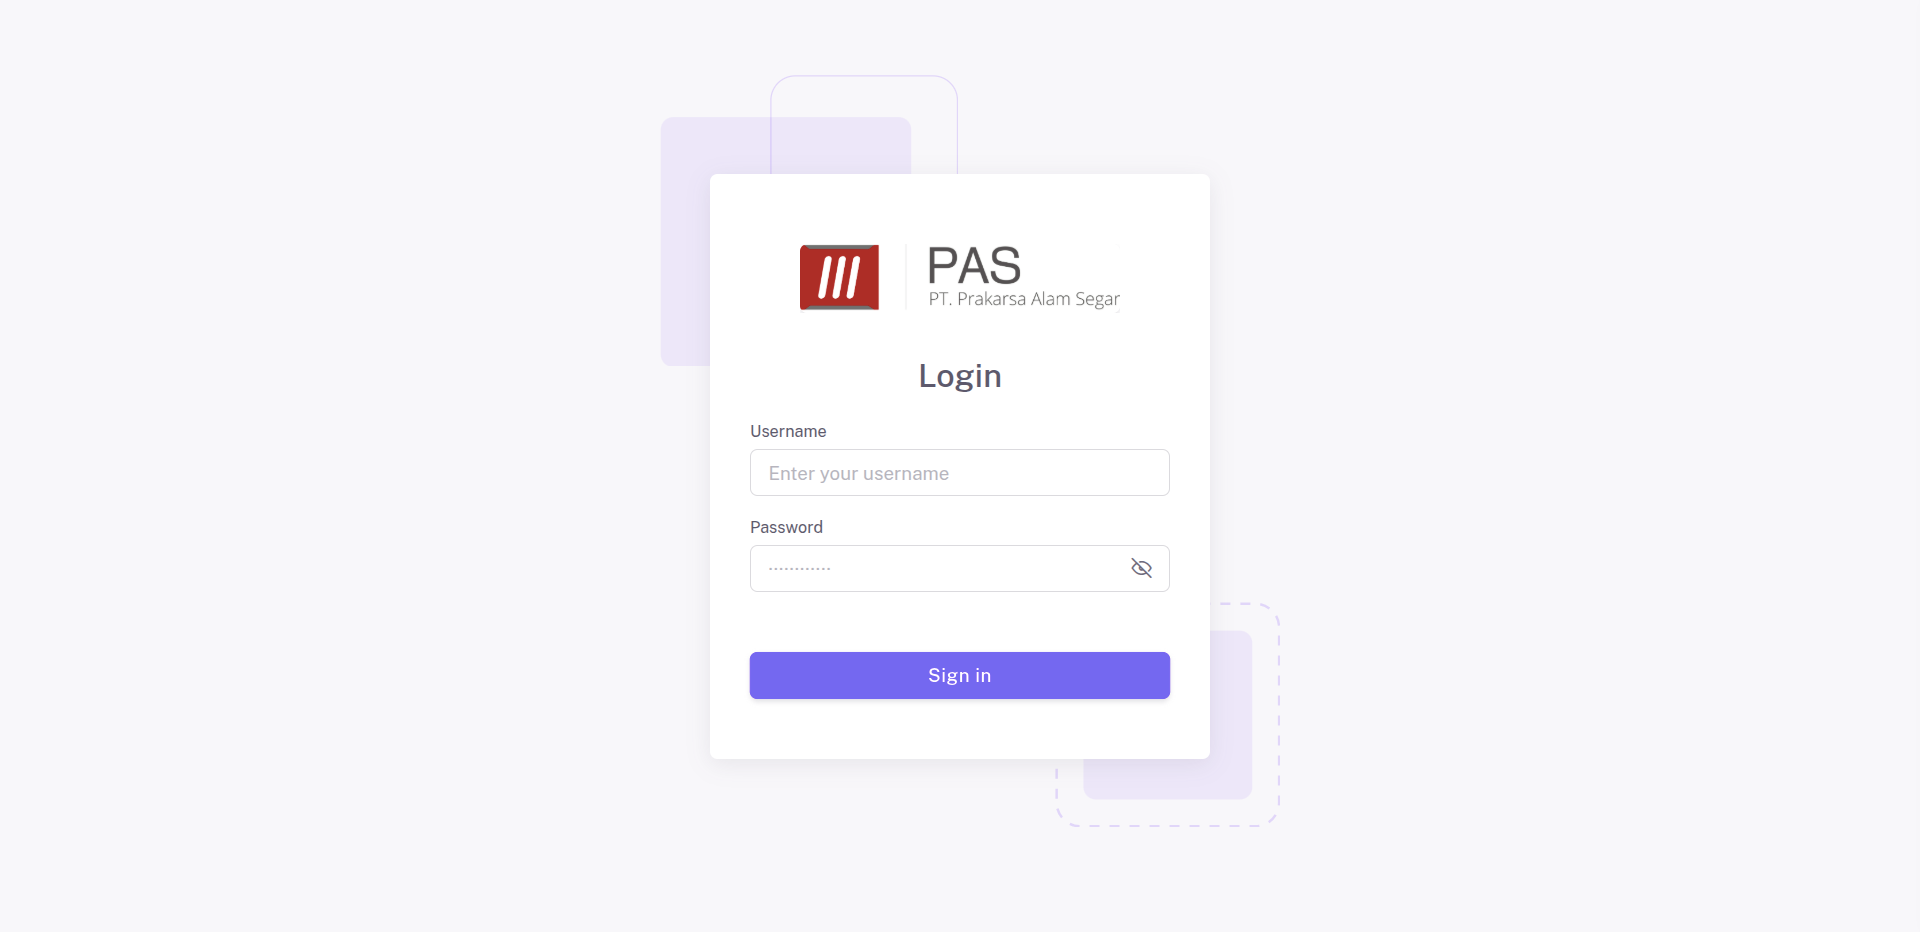 PAS
PT. Prakarsa Alam Segar
Login
Username
Enter your username
Password
············
Sign in